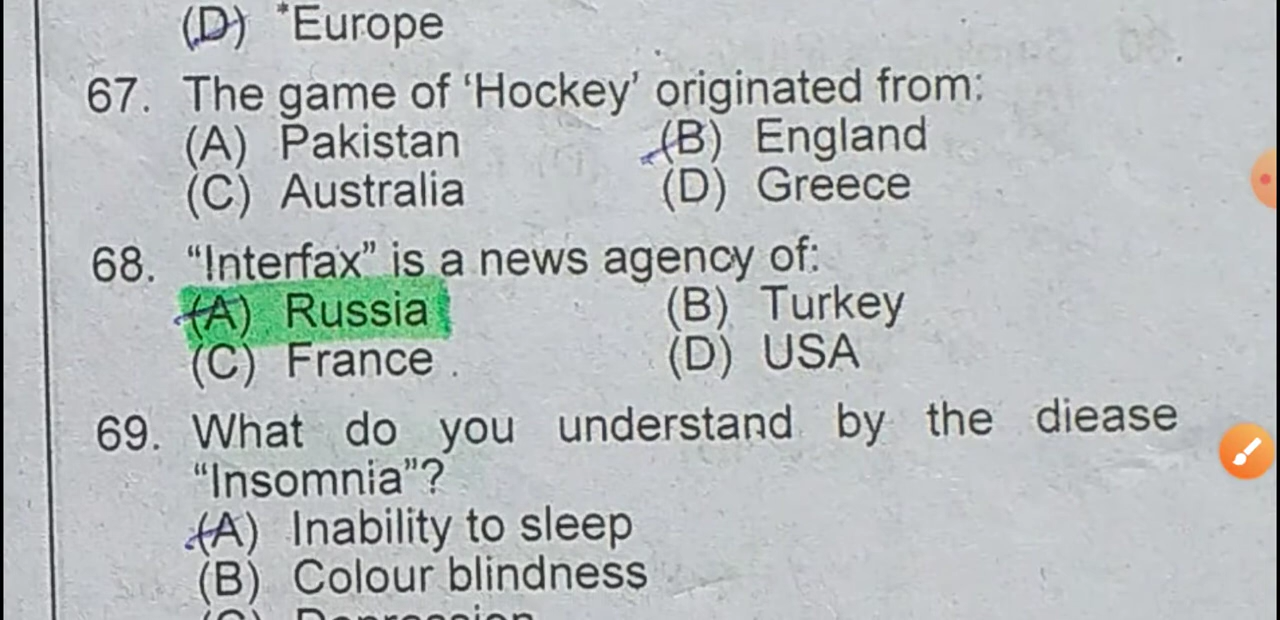 (D) *Europe
67. The game of ‘Hockey’ originated from:
(A) Pakistan (B) England
(C) Australia (D) Greece
68. “Interfax” is a news agency of:
(A) Russia (B) Turkey
(C) France (D) USA
69. What do you understand by the diease
“Insomnia”?
(A) Inability to sleep
(B) Colour blindness
(C) Depression